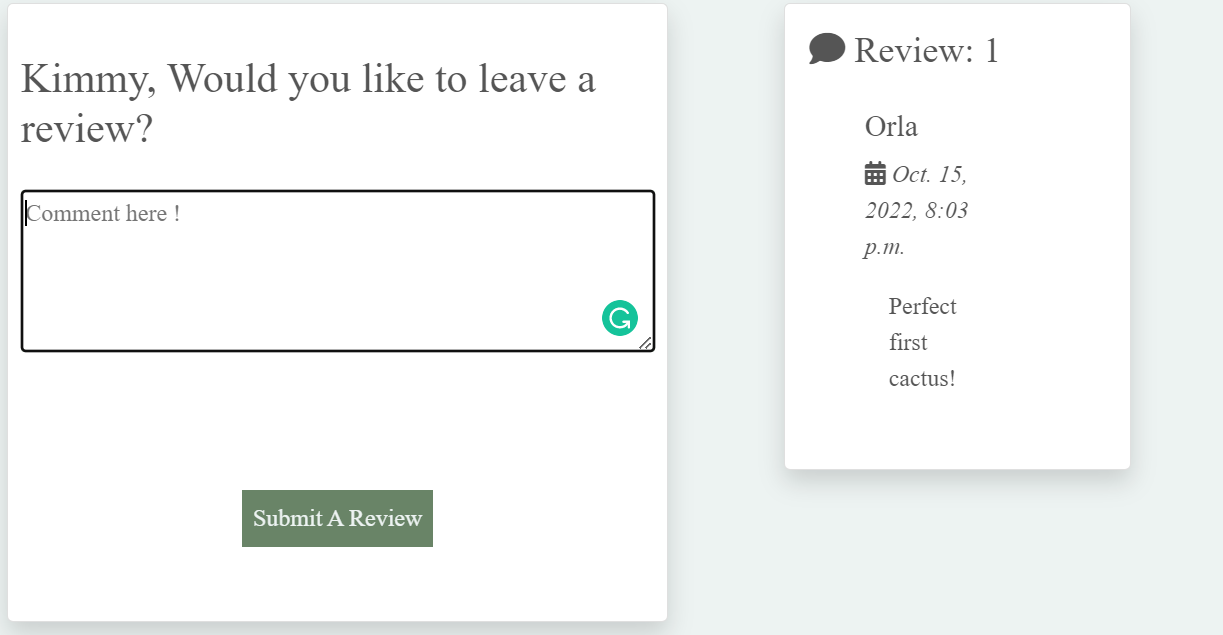 Kimmy, Would you like to leave a
review?
Comment here !
Submit A Review
Review: 1
Orla
Oct. 15,
2022, 8:03
p.m.
Perfect
first
cactus!